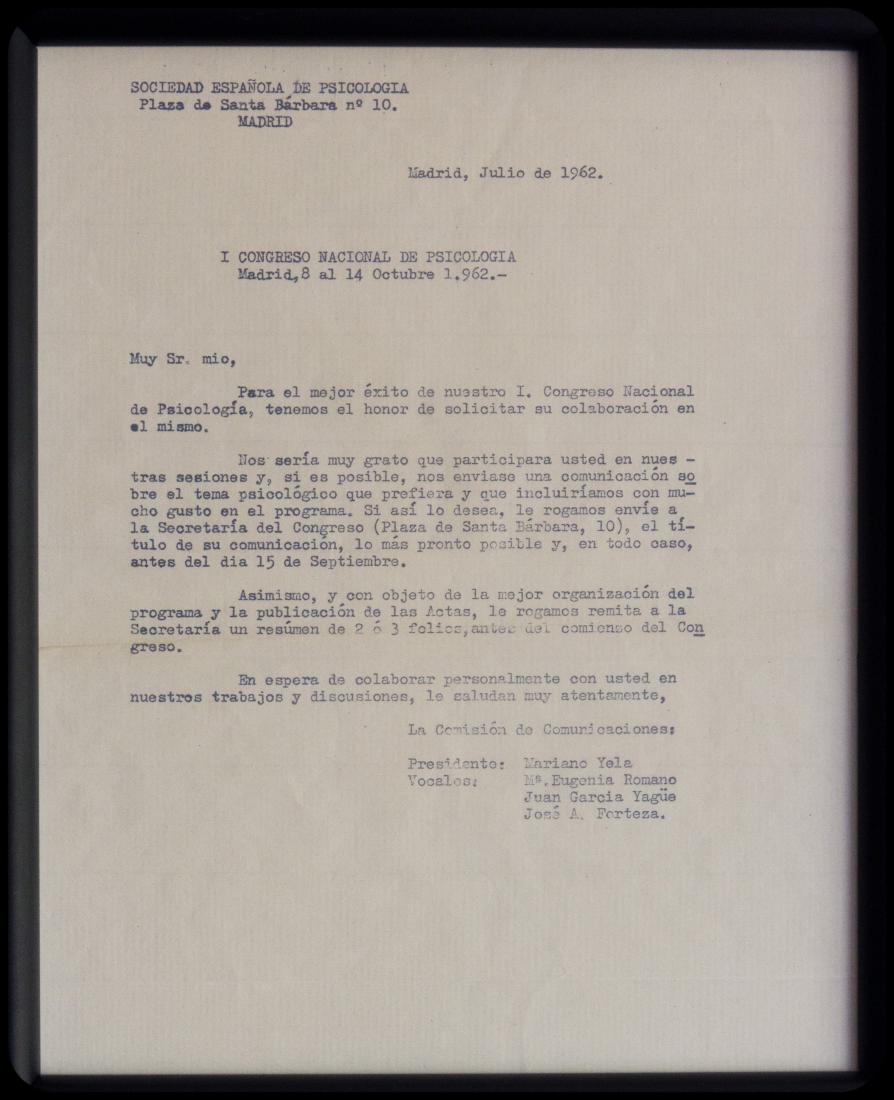 SOCIEDAD ESPAÑOLA DE PSICOLOGIA
Plaza de Santa Bárbara nº 10.
MADRID
Madrid, Julio de 1962.
I CONGRESO NACIONAL DE PSICOLOGIA
Madrid,8 al 14 Octubre 1.962.-
Muy Sr. mio,
Para el mejor éxito de nuestro I. Congreso Nacional
de Psicología, tenemos el honor de solicitar su colaboración en
el mismo.
Nos sería muy grato que participara usted en nues -
tras sesiones y, si es posible, nos enviase una comunicación so
bre el tema psicológico que prefiera y que incluiríamos con mu-
cho gusto en el programa. Si así lo desea, le rogamos envíe a
la Secretaría del Congreso (Plaza de Santa Bárbara, 10), el tí-
tulo de su comunicación, lo más pronto posible y, en todo caso,
antes del dia 15 de Septiembre.
Asimismo, y con objeto de la mejor organización del
programa y la publicación de las Actas, le rogamos remita a la
Secretaría un resúmen de 2 ó 3 folios,antes del comienzo del Con
greso.
En espera de colaborar personalmente con usted en
nuestros trabajos y discusiones, le saludan muy atentamente,
La Comisión de Comunicaciones:
Presidente: Mariano Yela
Vocales: Mª.Eugenia Romano
Juan Garcia Yagüe
José A. Forteza.